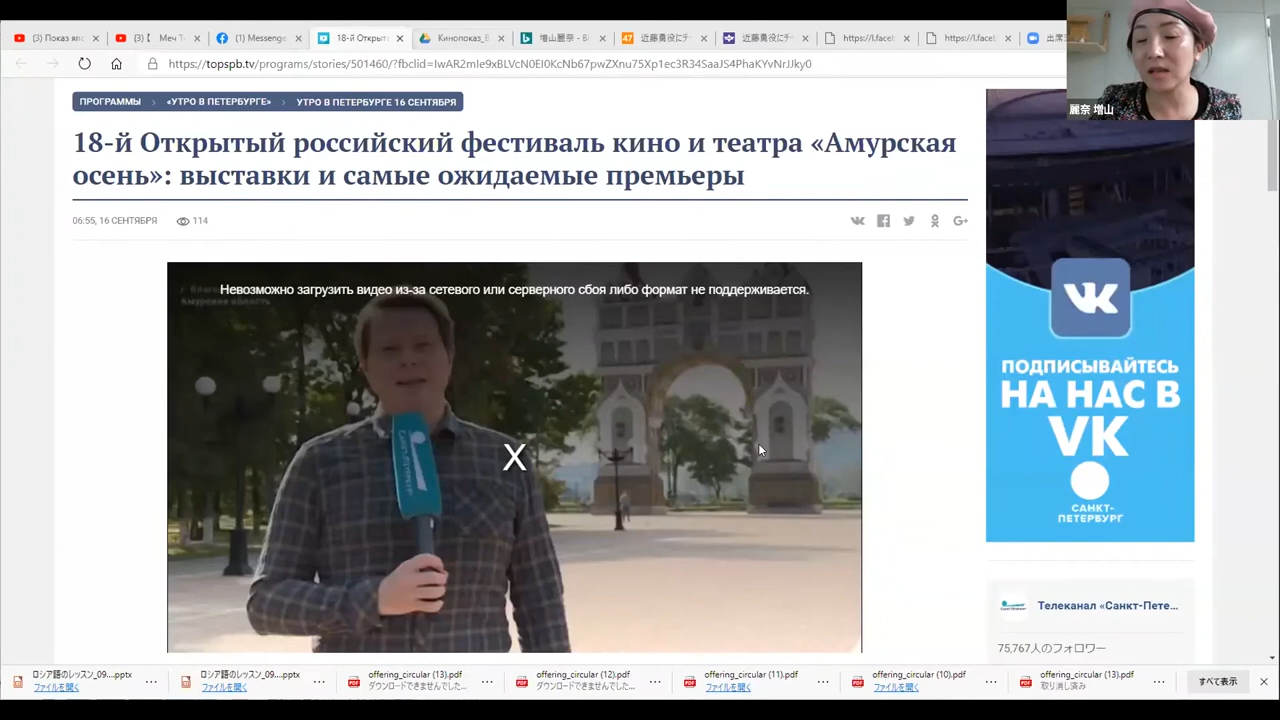 (3) Показ япо
(3)【 Меч Т
(1) Messenge
18-й Открыт
Кинопоказ_В
増山麗奈 - Bi
近藤勇役にチ
近藤勇役にチ
https://l.faceb
https://l.faceb
出席
https://topspb.tv/programs/stories/501460/?fbclid=IwAR2mIe9xBLVcN0EI0KcNb67pwZXnu75Xp1ec3R34SaaJS4PhaKYvNrJJky0
麗奈 増山
ПРОГРАММЫ > «УТРО В ПЕТЕРБУРГЕ» > УТРО В ПЕТЕРБУРГЕ 16 СЕНТЯБРЯ
18-й Открытый российский фестиваль кино и театра «Амурская
осень»: выставки и самые ожидаемые премьеры
06:55, 16 СЕНТЯБРЯ 114
Невозможно загрузить видео из-за сетевого или серверного сбоя либо формат не поддерживается.
Амурская область
X
САНКТ-ПЕТЕРБУРГ
ПОДПИСЫВАЙТЕСЬ
НА НАС В
VK
САНКТ-
ПЕТЕРБУРГ
Телеканал «Санкт-Пете...
75,767人のフォロワー
ロシア語のレッスン_09....pptx
ファイルを開く
ロシア語のレッスン_09....pptx
ファイルを開く
offering_circular (13).pdf
ダウンロードできませんでした...
offering_circular (12).pdf
ダウンロードできませんでした...
offering_circular (11).pdf
ファイルを開く
offering_circular (10).pdf
ファイルを開く
offering_circular (13).pdf
取り消し済み
すべて表示